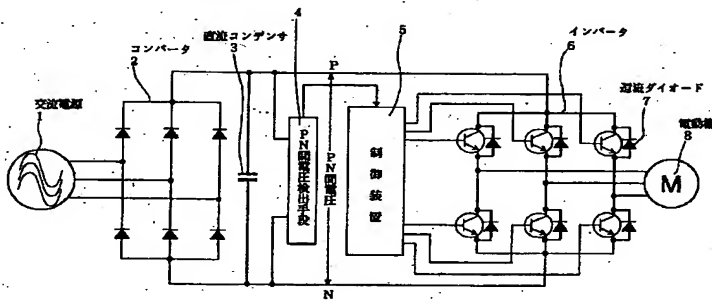 交流電源
1
コンバータ
2
直流コンデンサ
3
4
PN間電圧検出手段
P
PN間電圧
N
5
制御装置
インバータ
6
還流ダイオード
7
電動機
8
M